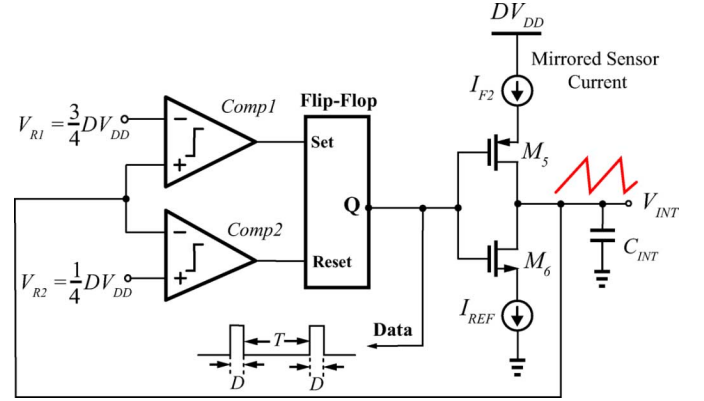 DV_DD
Mirrored Sensor
Current
I_F2
Comp1
Flip-Flop
V_R1 = 3/4 DV_DD
−
+
Set
M_5
Q
V_INT
C_INT
Comp2
−
+
V_R2 = 1/4 DV_DD
Reset
M_6
I_REF
Data
T
D
D